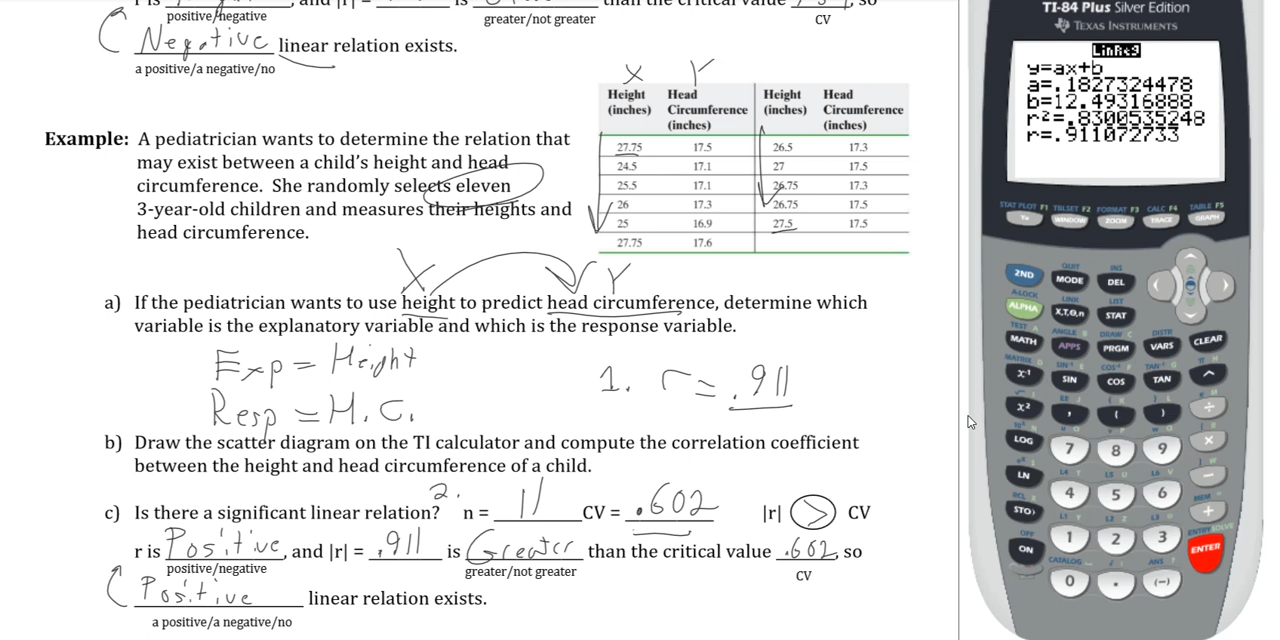 positive/negative
greater/not greater
CV
Negative linear relation exists.
a positive/a negative/no
X Y
Height (inches) Head Circumference (inches) Height (inches) Head Circumference (inches)
27.75 17.5 26.5 17.3
24.5 17.1 27 17.5
25.5 17.1 26.75 17.3
26 17.3 26.75 17.5
25 16.9 27.5 17.5
27.75 17.6
Example: A pediatrician wants to determine the relation that
may exist between a child's height and head
circumference. She randomly selects eleven
3-year-old children and measures their heights and
head circumference.
X Y
a) If the pediatrician wants to use height to predict head circumference, determine which
variable is the explanatory variable and which is the response variable.
Exp = Height
Resp = H.C.
1. r = .911
b) Draw the scatter diagram on the TI calculator and compute the correlation coefficient
between the height and head circumference of a child.
2.
c) Is there a significant linear relation? n = 11 CV = .602 |r| > CV
r is Positive, and |r| = .911 is Greater than the critical value .602, so
positive/negative
greater/not greater
CV
Positive linear relation exists.
a positive/a negative/no
TI-84 Plus Silver Edition
TEXAS INSTRUMENTS
LinReg
y=ax+b
a=.1827324478
b=12.49316888
r²=.8300535248
r=.911072733
STAT PLOT F1 TBLSET F2 FORMAT F3 CALC F4 TABLE F5
Y= WINDOW ZOOM TRACE GRAPH
QUIT INS
2ND MODE DEL
A-LOCK LINK LIST
ALPHA X,T,θ,n STAT
TEST A ANGLE B DRAW C DISTR
MATH APPS PRGM VARS CLEAR
x⁻¹ SIN COS TAN ^
x² , ( ) ÷
LOG 7 8 9 ×
LN 4 5 6 −
STO› 1 2 3 +
ON 0 . (−) ENTER
CATALOG